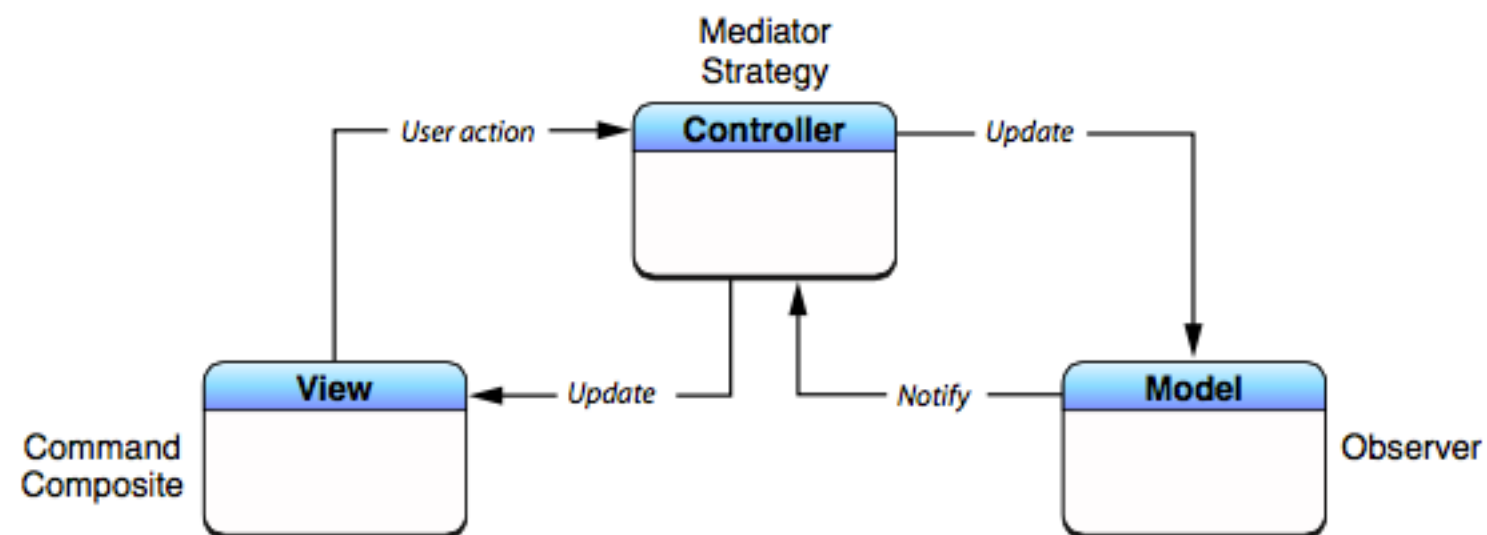 Mediator
Strategy
Controller
User action
Update
View
Update
Notify
Model
Command
Composite
Observer